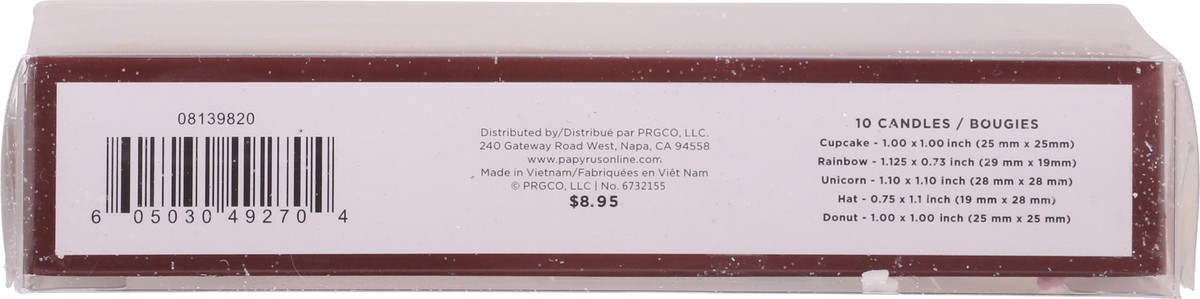 08139820
6 05030 49270 4
Distributed by/Distribué par PRGCO, LLC.
240 Gateway Road West, Napa, CA 94558
www.papyrusonline.com
Made in Vietnam/Fabriquées en Viêt Nam
© PRGCO, LLC | No. 6732155
$8.95
10 CANDLES / BOUGIES
Cupcake - 1.00 x 1.00 inch (25 mm x 25mm)
Rainbow - 1.125 x 0.73 inch (29 mm x 19mm)
Unicorn - 1.10 x 1.10 inch (28 mm x 28 mm)
Hat - 0.75 x 1.1 inch (19 mm x 28 mm)
Donut - 1.00 x 1.00 inch (25 mm x 25 mm)